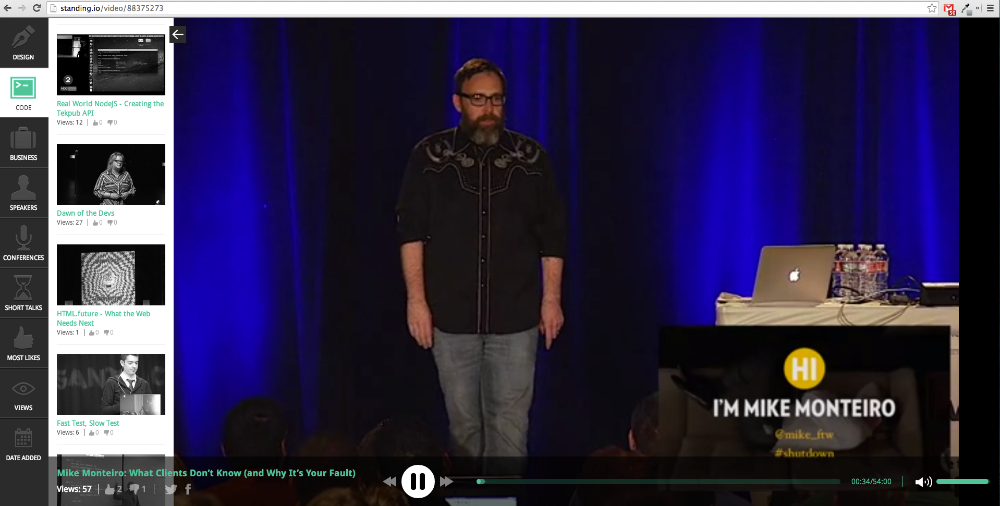 standing.io/video/88375273
50
»
DESIGN
CODE
BUSINESS
SPEAKERS
CONFERENCES
SHORT TALKS
MOST LIKES
VIEWS
DATE ADDED
2
NDC
Real World NodeJS - Creating the
Tekpub API
Views: 12 | 0 0
Dawn of the Devs
Views: 27 | 0 0
HTML.future - What the Web
Needs Next
Views: 1 | 0 0
Fast Test, Slow Test
Views: 6 | 0 0
HI
I'M MIKE MONTEIRO
@mike_ftw
#shutdown
Mike Monteiro: What Clients Don't Know (and Why It's Your Fault)
Views: 57 | 2 1 |
00:34/54:00